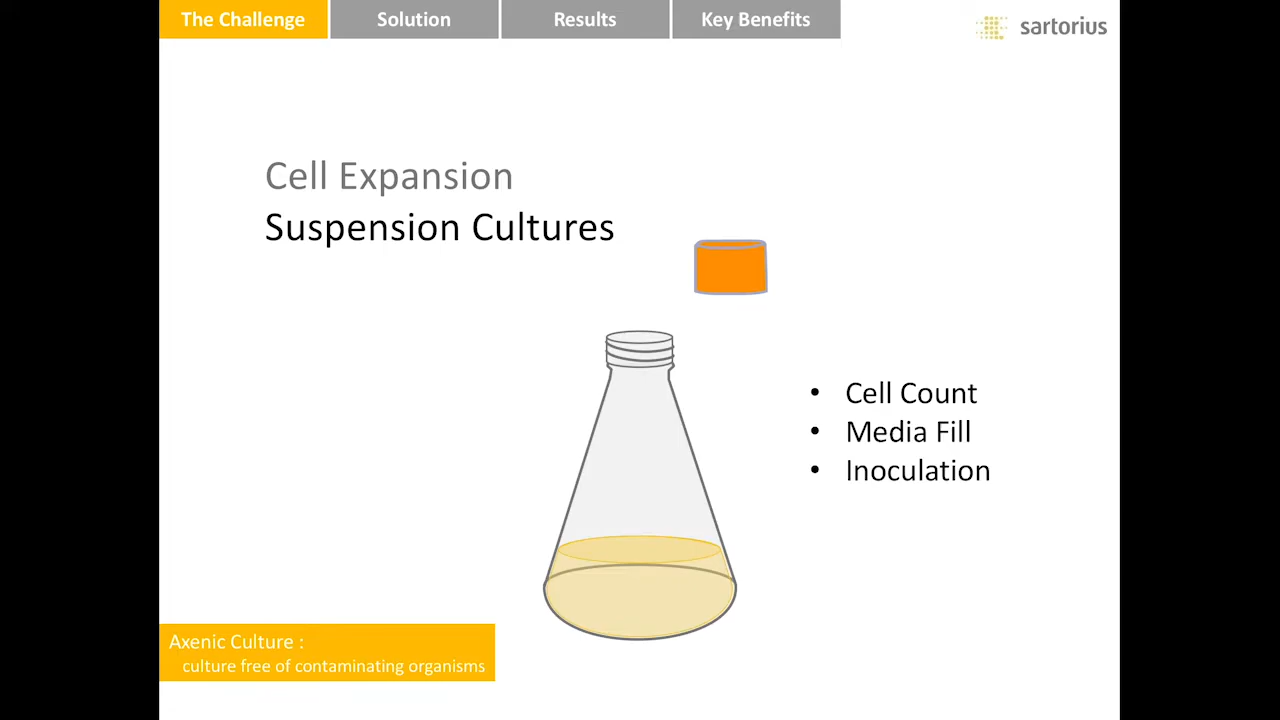 The Challenge
Solution
Results
Key Benefits
sartorius
Cell Expansion
Suspension Cultures
• Cell Count
• Media Fill
• Inoculation
Axenic Culture :
culture free of contaminating organisms